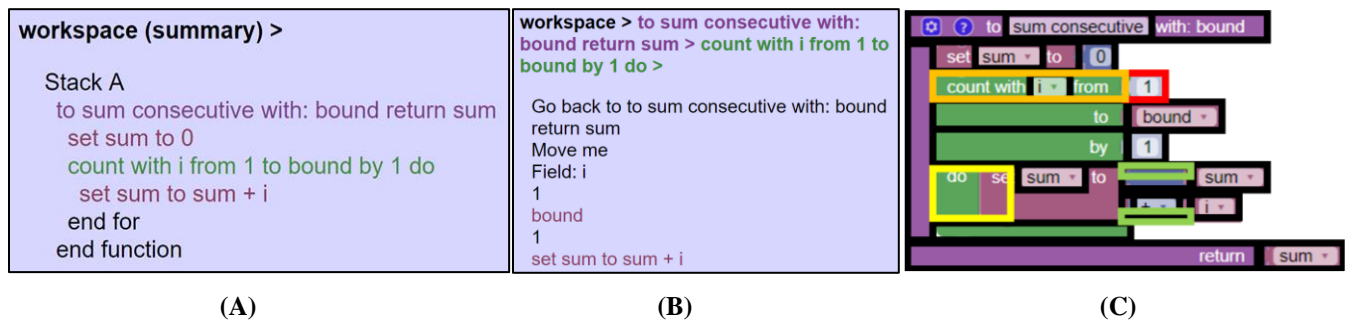 workspace (summary) >
Stack A
to sum consecutive with: bound return sum
set sum to 0
count with i from 1 to bound by 1 do
set sum to sum + i
end for
end function
(A)
workspace > to sum consecutive with:
bound return sum > count with i from 1 to
bound by 1 do >
Go back to to sum consecutive with: bound
return sum
Move me
Field: i
1
bound
1
set sum to sum + i
(B)
? to sum consecutive with: bound
set sum to 0
count with i from 1
to bound
by 1
do set sum to sum
+ i
return sum
(C)